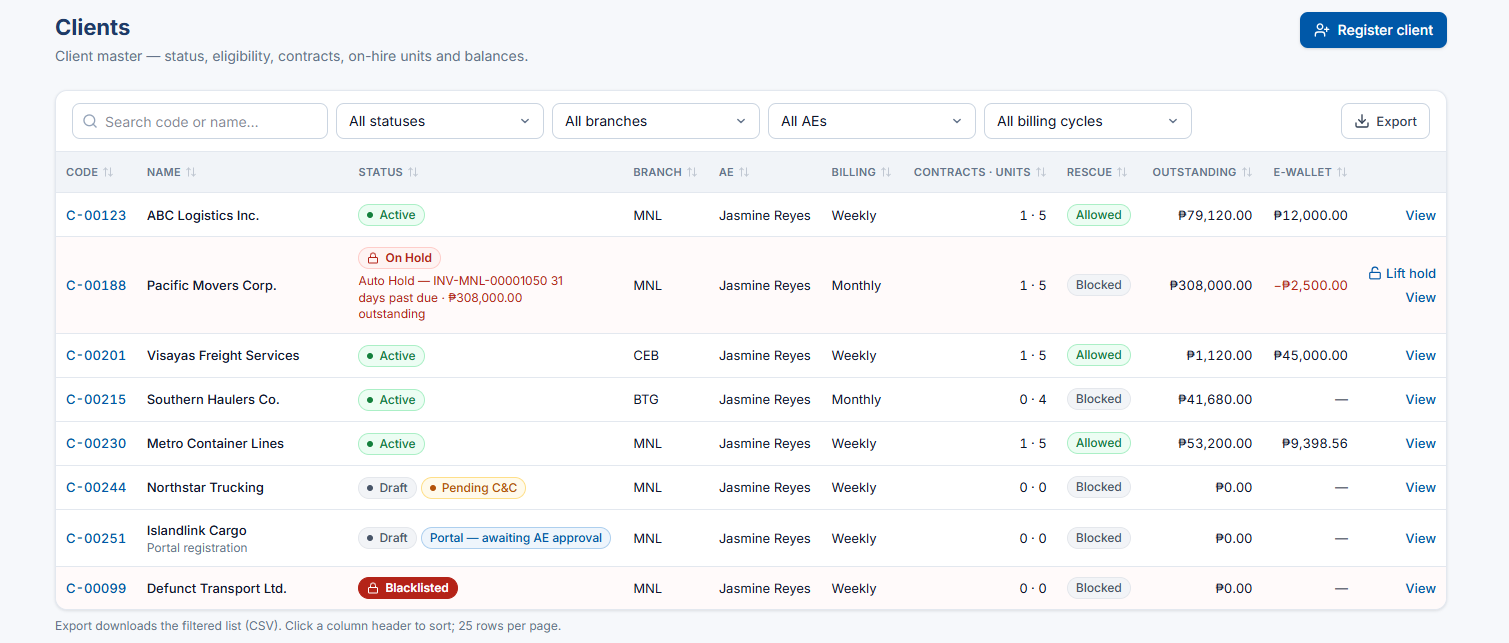 Clients
Client master — status, eligibility, contracts, on-hire units and balances.
Register client
Search code or name...
All statuses
All branches
All AEs
All billing cycles
Export
CODE NAME STATUS BRANCH AE BILLING CONTRACTS · UNITS RESCUE OUTSTANDING E-WALLET
C-00123 ABC Logistics Inc. Active MNL Jasmine Reyes Weekly 1 · 5 Allowed ₱79,120.00 ₱12,000.00 View
C-00188 Pacific Movers Corp. On Hold
Auto Hold — INV-MNL-00001050 31
days past due · ₱308,000.00
outstanding
MNL Jasmine Reyes Monthly 1 · 5 Blocked ₱308,000.00 −₱2,500.00 Lift hold
View
C-00201 Visayas Freight Services Active CEB Jasmine Reyes Weekly 1 · 5 Allowed ₱1,120.00 ₱45,000.00 View
C-00215 Southern Haulers Co. Active BTG Jasmine Reyes Monthly 0 · 4 Blocked ₱41,680.00 — View
C-00230 Metro Container Lines Active MNL Jasmine Reyes Weekly 1 · 5 Allowed ₱53,200.00 ₱9,398.56 View
C-00244 Northstar Trucking Draft Pending C&C MNL Jasmine Reyes Weekly 0 · 0 Blocked ₱0.00 — View
C-00251 Islandlink Cargo
Portal registration
Draft Portal — awaiting AE approval MNL Jasmine Reyes Weekly 0 · 0 Blocked ₱0.00 — View
C-00099 Defunct Transport Ltd. Blacklisted MNL Jasmine Reyes Weekly 0 · 0 Blocked ₱0.00 — View
Export downloads the filtered list (CSV). Click a column header to sort; 25 rows per page.